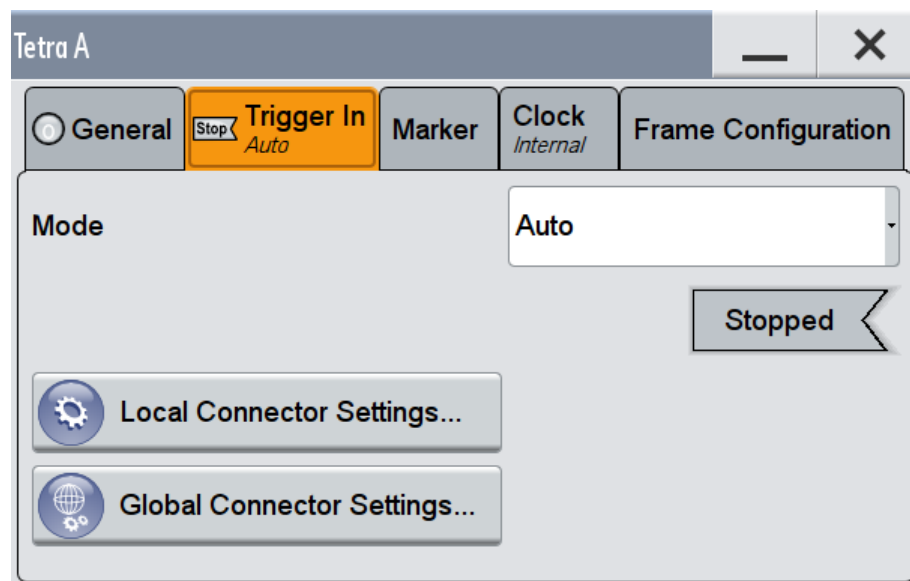 Tetra A
General
Stop Trigger In
Auto
Marker
Clock
Internal
Frame Configuration
Mode
Auto
Stopped
Local Connector Settings...
Global Connector Settings...